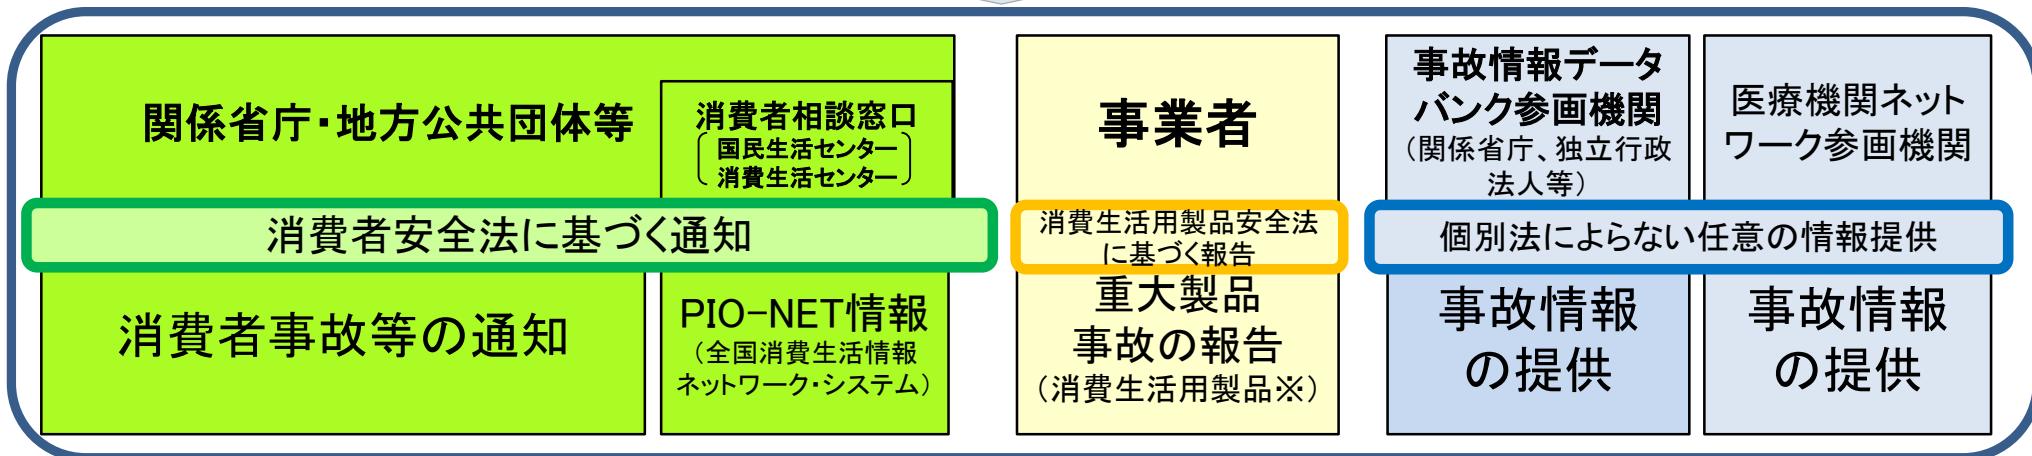 関係省庁・地方公共団体等
消費者相談窓口
国民生活センター
消費生活センター
消費者安全法に基づく通知
消費者事故等の通知
PIO-NET情報
（全国消費生活情報
ネットワーク・システム）
事業者
消費生活用製品安全法
に基づく報告
重大製品
事故の報告
（消費生活用製品※）
事故情報データ
バンク参画機関
（関係省庁、独立行政
法人等）
医療機関ネット
ワーク参画機関
個別法によらない任意の情報提供
事故情報
の提供
事故情報
の提供